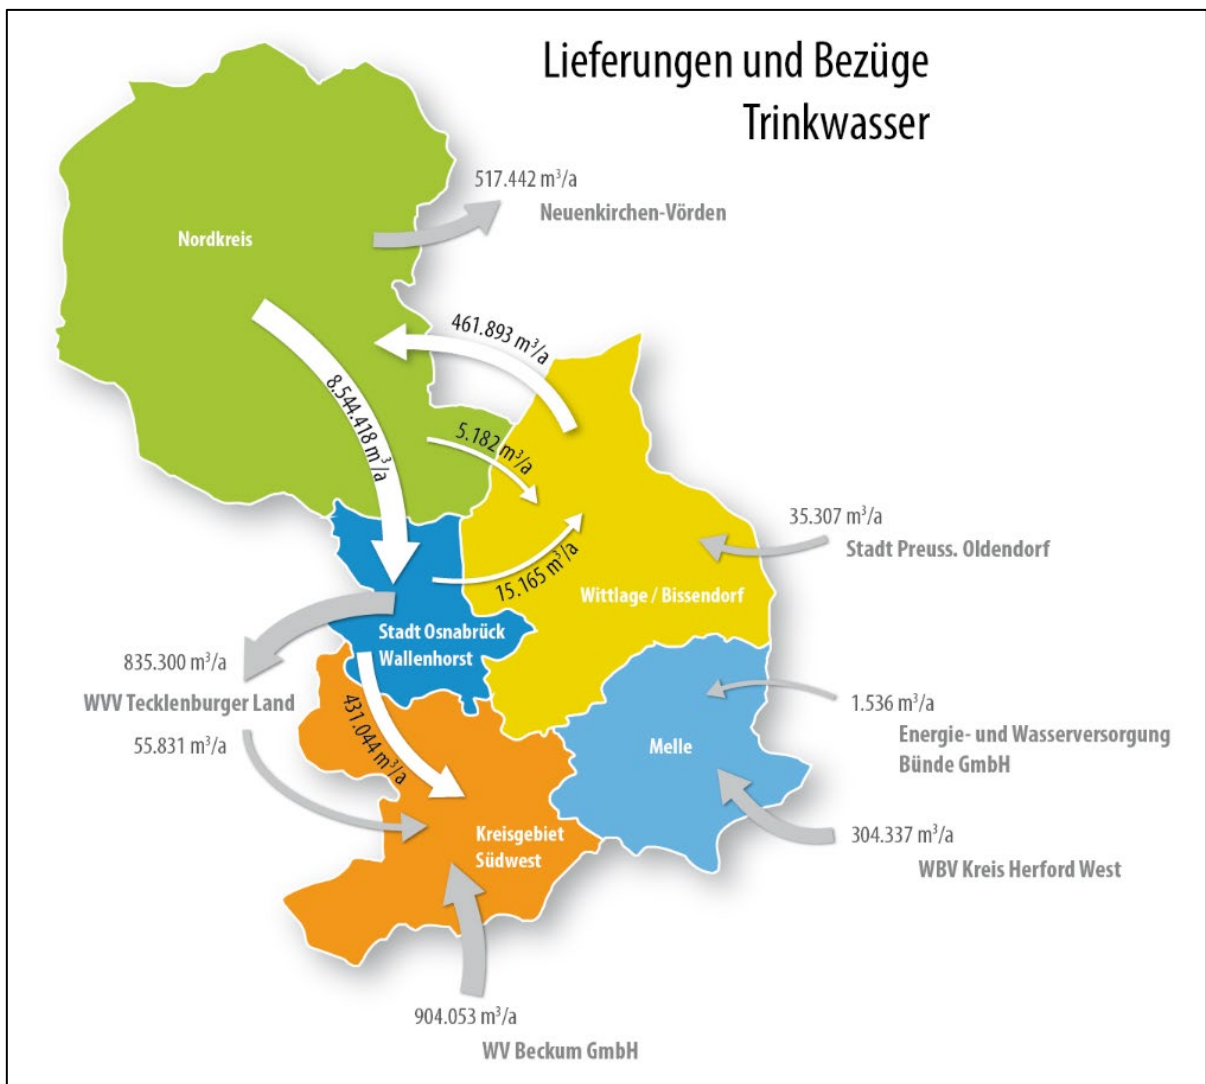 Lieferungen und Bezüge
Trinkwasser
517.442 m³/a
Neuenkirchen-Vörden
Nordkreis
461.893 m³/a
8.544.418 m³/a
5.182 m³/a
35.307 m³/a
Stadt Preuss. Oldendorf
15.165 m³/a
Wittlage / Bissendorf
Stadt Osnabrück
Wallenhorst
835.300 m³/a
WVV Tecklenburger Land
55.831 m³/a
431.044 m³/a
1.536 m³/a
Energie- und Wasserversorgung
Bünde GmbH
Melle
304.337 m³/a
WBV Kreis Herford West
Kreisgebiet
Südwest
904.053 m³/a
WV Beckum GmbH